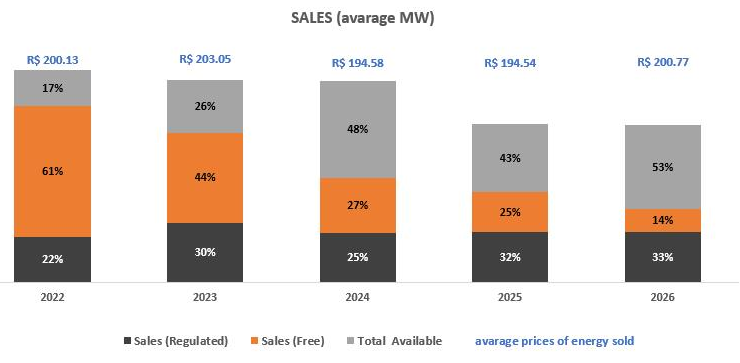 SALES (avarage MW)
R$ 200.13 R$ 203.05 R$ 194.58 R$ 194.54 R$ 200.77
17% 26% 48% 43% 53%
61% 44% 27% 25% 14%
22% 30% 25% 32% 33%
2022 2023 2024 2025 2026
Sales (Regulated) Sales (Free) Total Available avarage prices of energy sold